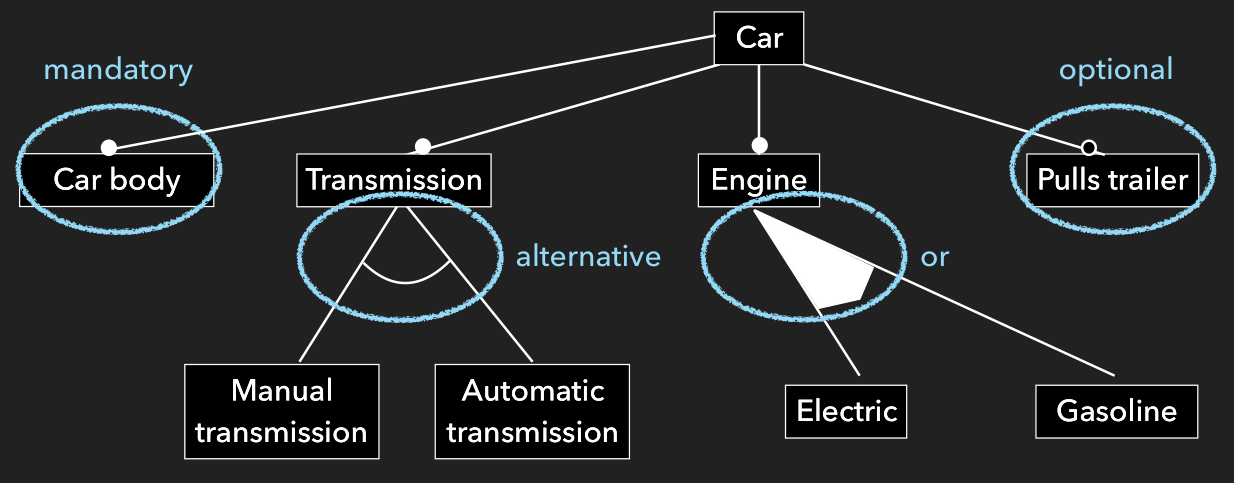 Car
mandatory
optional
Car body
Transmission
Engine
Pulls trailer
alternative
or
Manual
transmission
Automatic
transmission
Electric
Gasoline